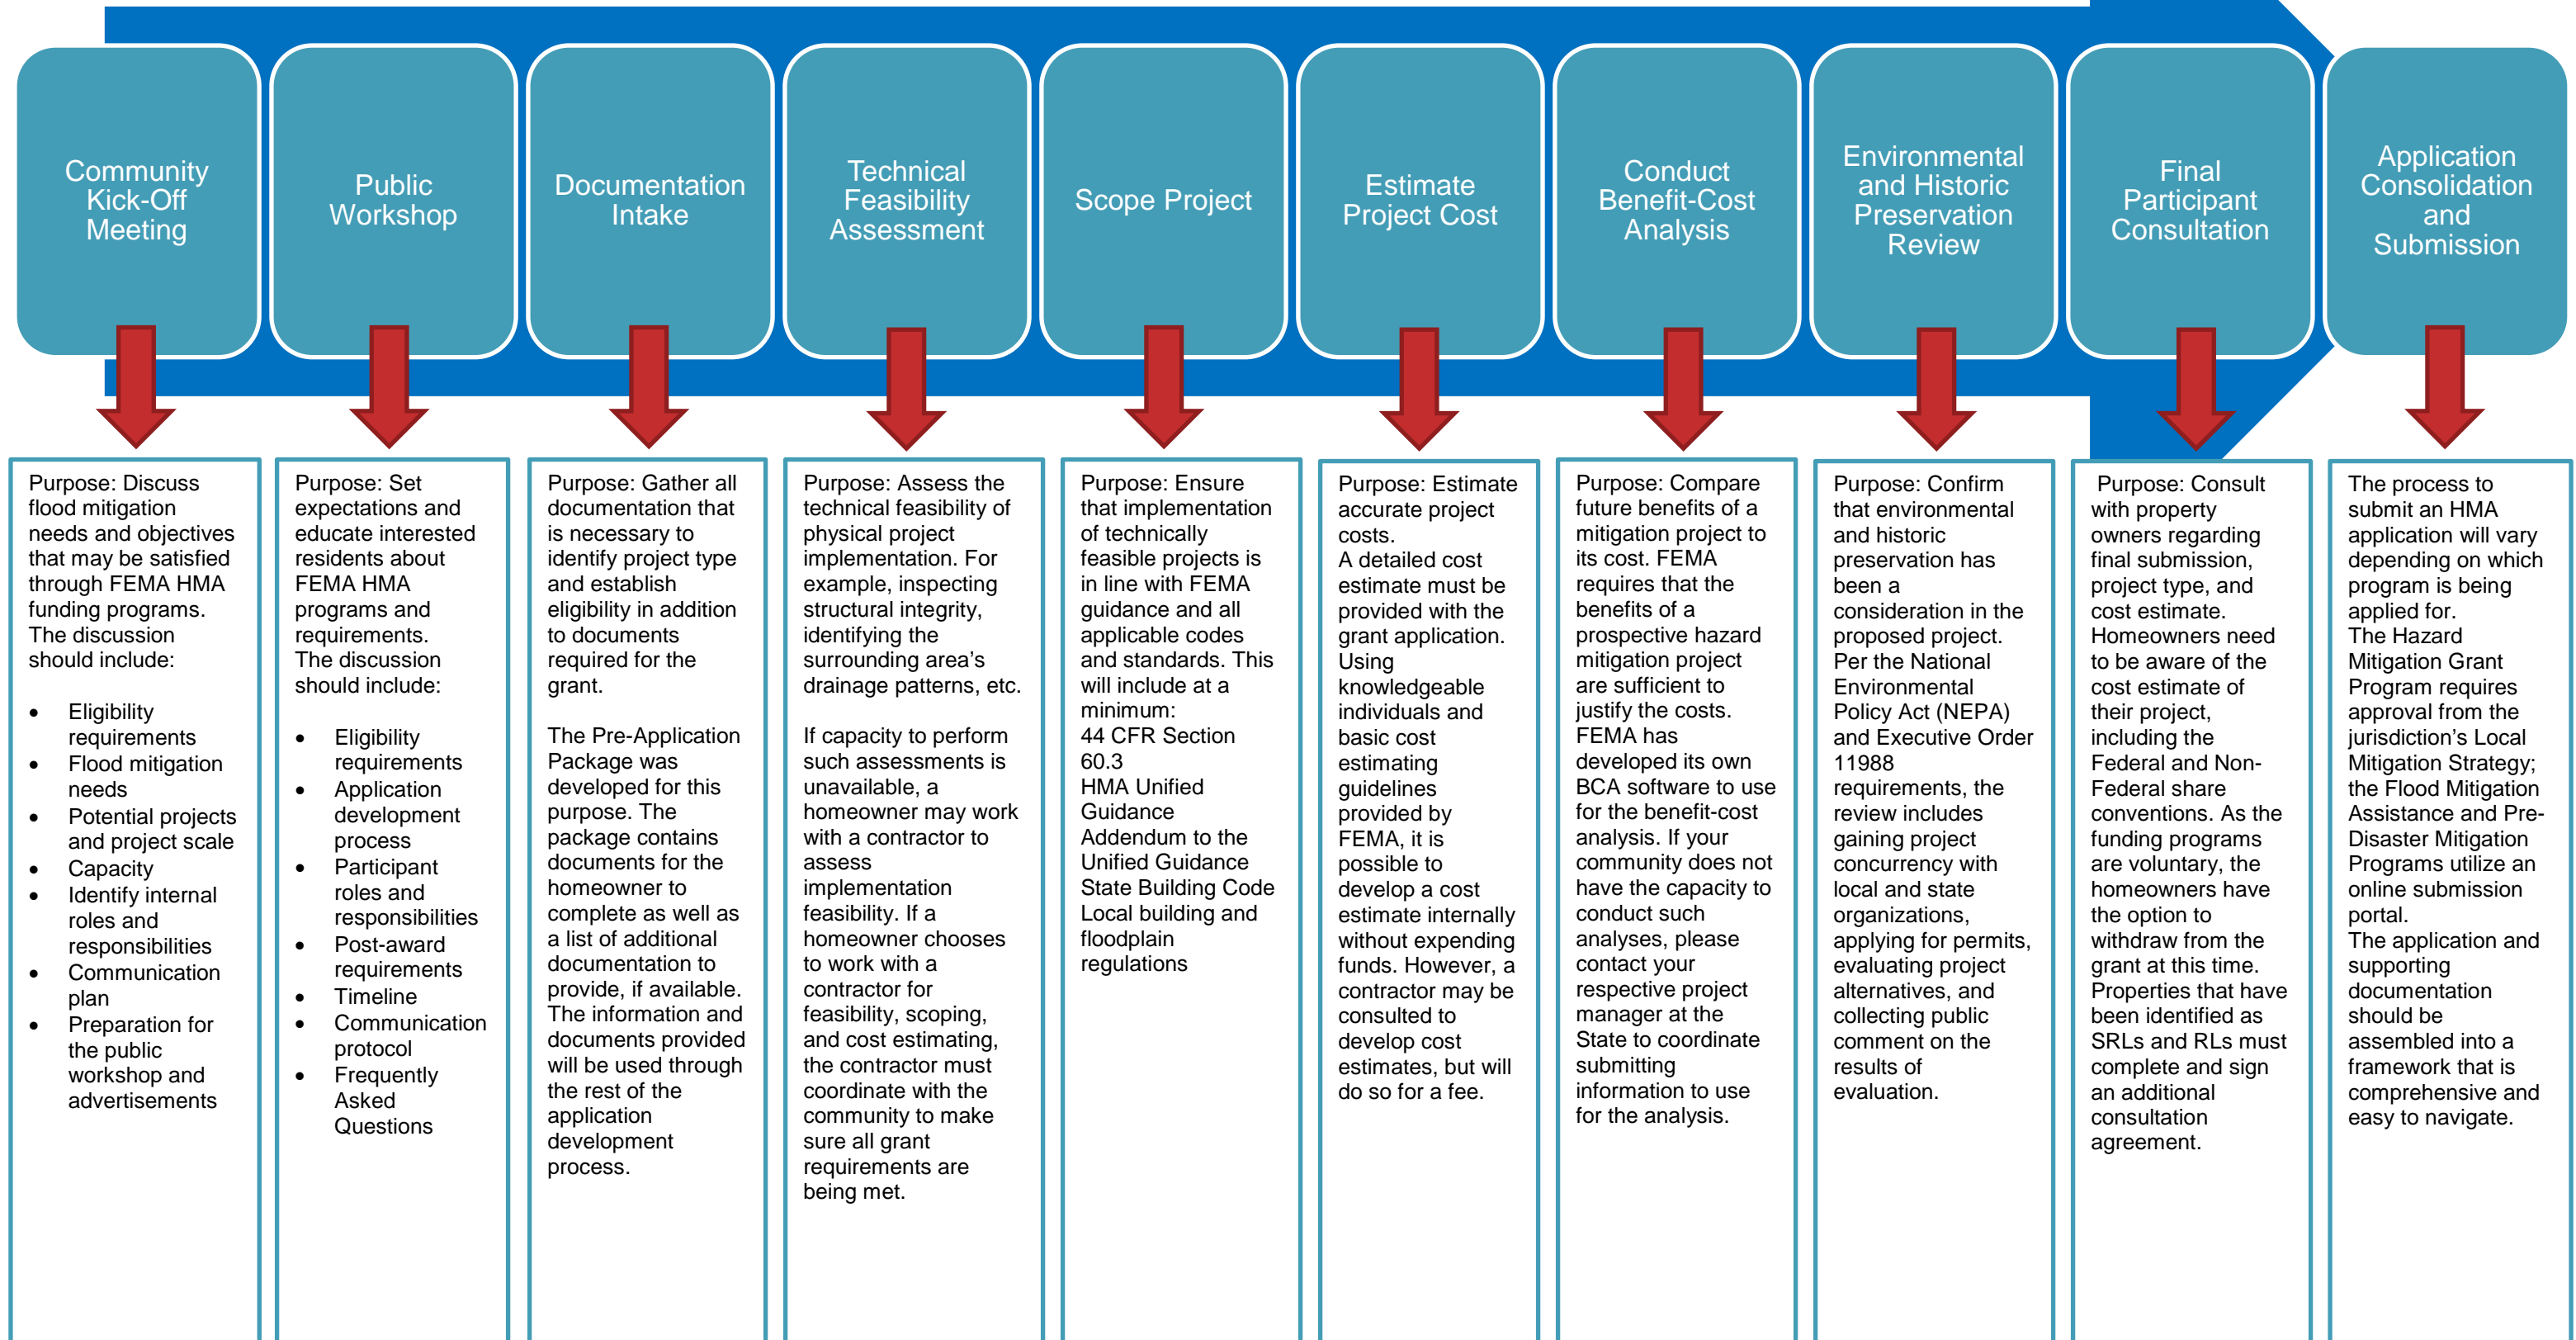 Community
Kick-Off
Meeting
Public
Workshop
Documentation
Intake
Technical
Feasibility
Assessment
Scope Project
Estimate
Project Cost
Conduct
Benefit-Cost
Analysis
Environmental
and Historic
Preservation
Review
Final
Participant
Consultation
Application
Consolidation
and
Submission
Purpose: Discuss
flood mitigation
needs and objectives
that may be satisfied
through FEMA HMA
funding programs.
The discussion
should include:
• Eligibility
requirements
• Flood mitigation
needs
• Potential projects
and project scale
• Capacity
• Identify internal
roles and
responsibilities
• Communication
plan
• Preparation for
the public
workshop and
advertisements
Purpose: Set
expectations and
educate interested
residents about
FEMA HMA
programs and
requirements.
The discussion
should include:
• Eligibility
requirements
• Application
development
process
• Participant
roles and
responsibilities
• Post-award
requirements
• Timeline
• Communication
protocol
• Frequently
Asked
Questions
Purpose: Gather all
documentation that
is necessary to
identify project type
and establish
eligibility in addition
to documents
required for the
grant.
The Pre-Application
Package was
developed for this
purpose. The
package contains
documents for the
homeowner to
complete as well as
a list of additional
documentation to
provide, if available.
The information and
documents provided
will be used through
the rest of the
application
development
process.
Purpose: Assess the
technical feasibility of
physical project
implementation. For
example, inspecting
structural integrity,
identifying the
surrounding area’s
drainage patterns, etc.
If capacity to perform
such assessments is
unavailable, a
homeowner may work
with a contractor to
assess
implementation
feasibility. If a
homeowner chooses
to work with a
contractor for
feasibility, scoping,
and cost estimating,
the contractor must
coordinate with the
community to make
sure all grant
requirements are
being met.
Purpose: Ensure
that implementation
of technically
feasible projects is
in line with FEMA
guidance and all
applicable codes
and standards. This
will include at a
minimum:
44 CFR Section
60.3
HMA Unified
Guidance
Addendum to the
Unified Guidance
State Building Code
Local building and
floodplain
regulations
Purpose: Estimate
accurate project
costs.
A detailed cost
estimate must be
provided with the
grant application.
Using
knowledgeable
individuals and
basic cost
estimating
guidelines
provided by
FEMA, it is
possible to
develop a cost
estimate internally
without expending
funds. However, a
contractor may be
consulted to
develop cost
estimates, but will
do so for a fee.
Purpose: Compare
future benefits of a
mitigation project to
its cost. FEMA
requires that the
benefits of a
prospective hazard
mitigation project
are sufficient to
justify the costs.
FEMA has
developed its own
BCA software to use
for the benefit-cost
analysis. If your
community does not
have the capacity to
conduct such
analyses, please
contact your
respective project
manager at the
State to coordinate
submitting
information to use
for the analysis.
Purpose: Confirm
that environmental
and historic
preservation has
been a
consideration in the
proposed project.
Per the National
Environmental
Policy Act (NEPA)
and Executive Order
11988
requirements, the
review includes
gaining project
concurrency with
local and state
organizations,
applying for permits,
evaluating project
alternatives, and
collecting public
comment on the
results of
evaluation.
Purpose: Consult
with property
owners regarding
final submission,
project type, and
cost estimate.
Homeowners need
to be aware of the
cost estimate of
their project,
including the
Federal and Non-
Federal share
conventions. As the
funding programs
are voluntary, the
homeowners have
the option to
withdraw from the
grant at this time.
Properties that have
been identified as
SRLs and RLs must
complete and sign
an additional
consultation
agreement.
The process to
submit an HMA
application will vary
depending on which
program is being
applied for.
The Hazard
Mitigation Grant
Program requires
approval from the
jurisdiction’s Local
Mitigation Strategy;
the Flood Mitigation
Assistance and Pre-
Disaster Mitigation
Programs utilize an
online submission
portal.
The application and
supporting
documentation
should be
assembled into a
framework that is
comprehensive and
easy to navigate.